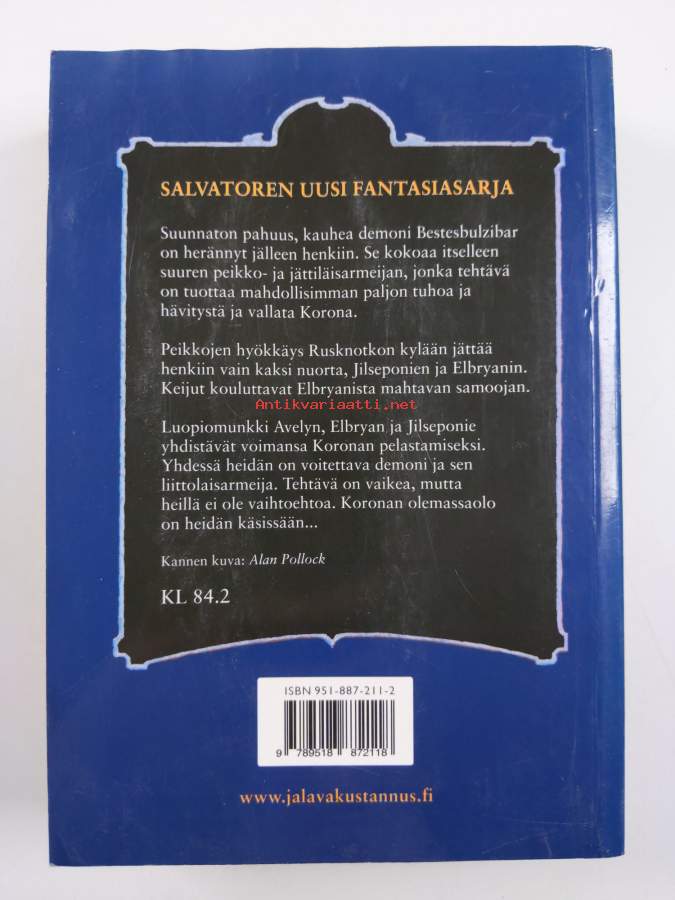 SALVATOREN UUSI FANTASIASARJA
Suunnaton pahuus, kauhea demoni Bestesbulzibar
on herännyt jälleen henkiin. Se kokoaa itselleen
suuren peikko- ja jättiläisarmeijan, jonka tehtävä
on tuottaa mahdollisimman paljon tuhoa ja
hävitystä ja vallata Korona.
Peikkojen hyökkäys Rusknotkon kylään jättää
henkiin vain kaksi nuorta, Jilseponien ja Elbryanin.
Keijut kouluttavat Elbryanista mahtavan samoojan.
Antikvariaatti.net
Luopiomunkki Avelyn, Elbryan ja Jilseponie
yhdistävät voimansa Koronan pelastamiseksi.
Yhdessä heidän on voitettava demoni ja sen
liittolaisarmeija. Tehtävä on vaikea, mutta
heillä ei ole vaihtoehtoa. Koronan olemassaolo
on heidän käsissään...
Kannen kuva: Alan Pollock
KL 84.2
ISBN 951-887-211-2
9 789518 872118
www.jalavakustannus.fi